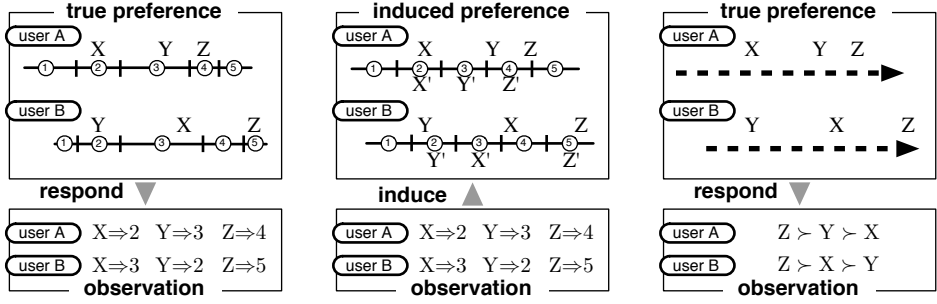 true preference
user A
X Y Z
1 2 3 4 5
user B
Y X Z
1 2 3 4 5
respond
user A X⇒2 Y⇒3 Z⇒4
user B X⇒3 Y⇒2 Z⇒5
observation
induced preference
user A
X Y Z
1 2 3 4 5
X' Y' Z'
user B
Y X Z
1 2 3 4 5
Y' X' Z'
induce
user A X⇒2 Y⇒3 Z⇒4
user B X⇒3 Y⇒2 Z⇒5
observation
true preference
user A
X Y Z
user B
Y X Z
respond
user A Z ≻ Y ≻ X
user B Z ≻ X ≻ Y
observation